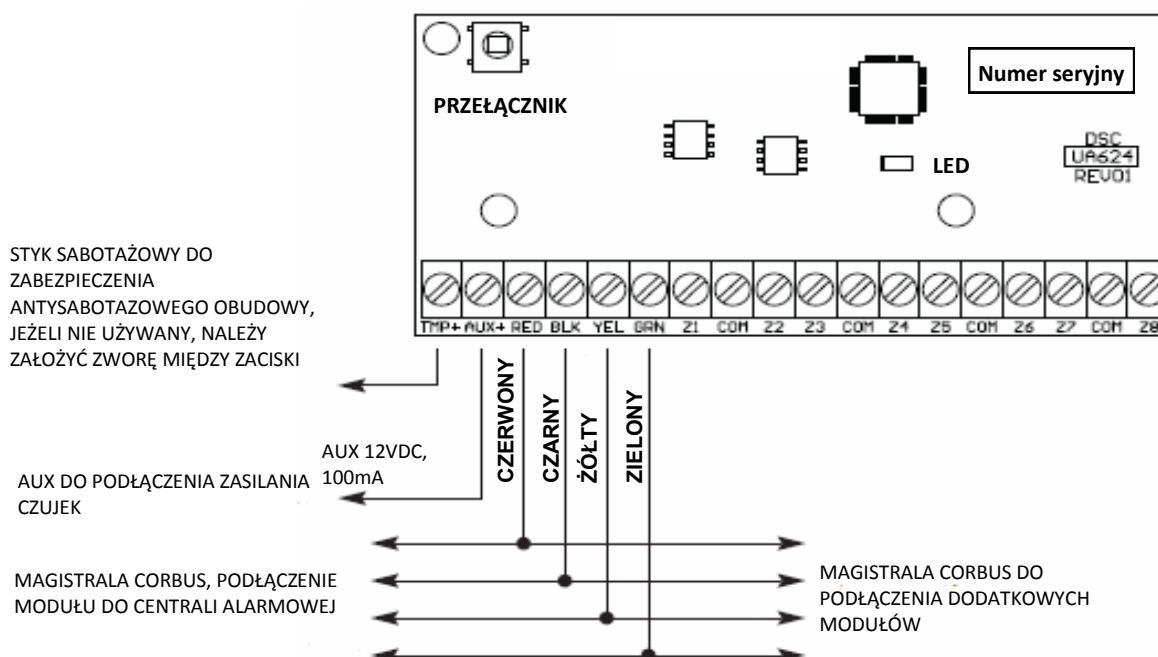 Numer seryjny
PRZEŁĄCZNIK
LED
DSC
UA624
REV01
TMP+ AUX+ RED BLK YEL GRN Z1 COM Z2 Z3 COM Z4 Z5 COM Z6 Z7 COM Z8
STYK SABOTAŻOWY DO
ZABEZPIECZENIA
ANTYSABOTAZOWEGO OBUDOWY,
JEŻELI NIE UŻYWANY, NALEŻY
ZAŁOŻYĆ ZWORĘ MIĘDZY ZACISKI
CZERWONY
CZARNY
ŻÓŁTY
ZIELONY
AUX 12VDC,
100mA
AUX DO PODŁĄCZENIA ZASILANIA
CZUJEK
MAGISTRALA CORBUS, PODŁĄCZENIE
MODUŁU DO CENTRALI ALARMOWEJ
MAGISTRALA CORBUS DO
PODŁĄCZENIA DODATKOWYCH
MODUŁÓW